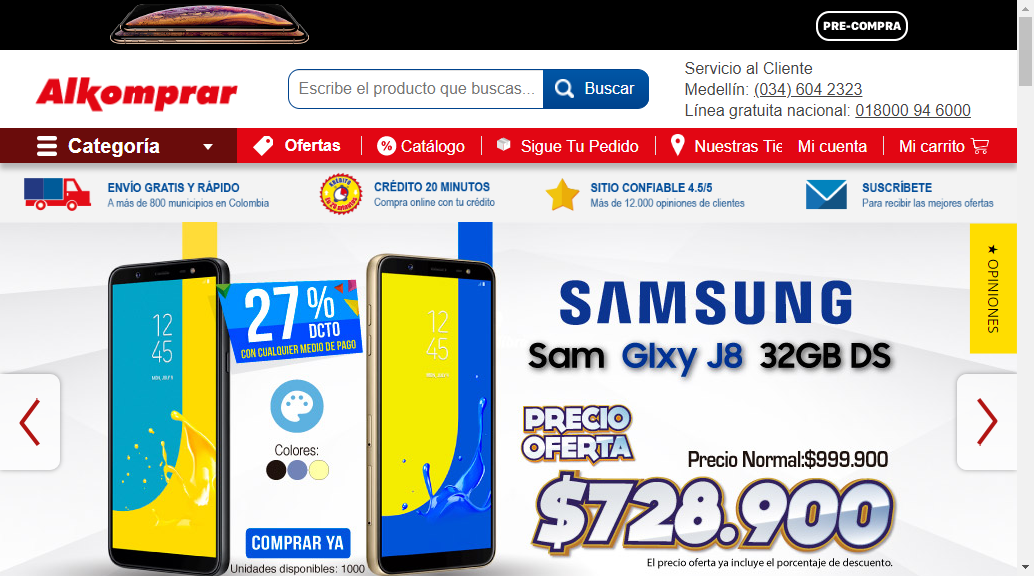 PRE-COMPRA
Alkomprar
Escribe el producto que buscas...
Buscar
Servicio al Cliente
Medellín: (034) 604 2323
Línea gratuita nacional: 018000 94 6000
Categoría
Ofertas
Catálogo
Sigue Tu Pedido
Nuestras Tie
Mi cuenta
Mi carrito
ENVÍO GRATIS Y RÁPIDO
A más de 800 municipios en Colombia
CRÉDITO 20 MINUTOS
Compra online con tu crédito
SITIO CONFIABLE 4.5/5
Más de 12.000 opiniones de clientes
SUSCRÍBETE
Para recibir las mejores ofertas
★ OPINIONES
12
45
27% DCTO
CON CUALQUIER MEDIO DE PAGO
12
45
Colores:
COMPRAR YA
Unidades disponibles: 1000
SAMSUNG
Sam Glxy J8 32GB DS
PRECIO
OFERTA
Precio Normal:$999.900
$728.900
El precio oferta ya incluye el porcentaje de descuento.